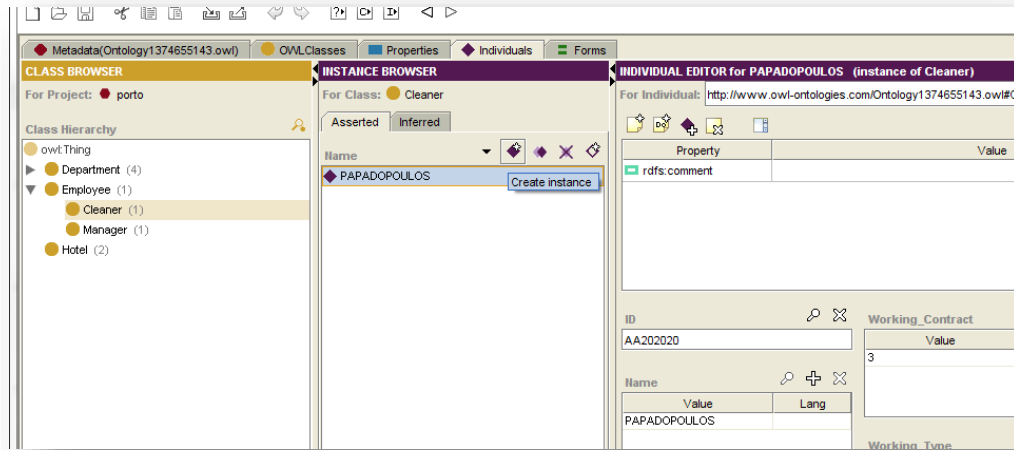 Metadata(Ontology1374655143.owl)
OWLClasses
Properties
Individuals
Forms
CLASS BROWSER
For Project: porto
Class Hierarchy
owl:Thing
Department (4)
Employee (1)
Cleaner (1)
Manager (1)
Hotel (2)
INSTANCE BROWSER
For Class: Cleaner
Asserted
Inferred
Name
PAPADOPOULOS
Create instance
INDIVIDUAL EDITOR for PAPADOPOULOS (instance of Cleaner)
For Individual: http://www.owl-ontologies.com/Ontology1374655143.owl#
Property Value
rdfs:comment
ID
AA202020
Name
Value Lang
PAPADOPOULOS
Working_Contract
Value
3
Working_Type